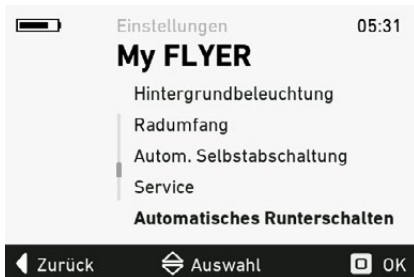 Einstellungen 05:31
My FLYER
Hintergrundbeleuchtung
Radumfang
Autom. Selbstabschaltung
Service
Automatisches Runterschalten
Zurück Auswahl OK